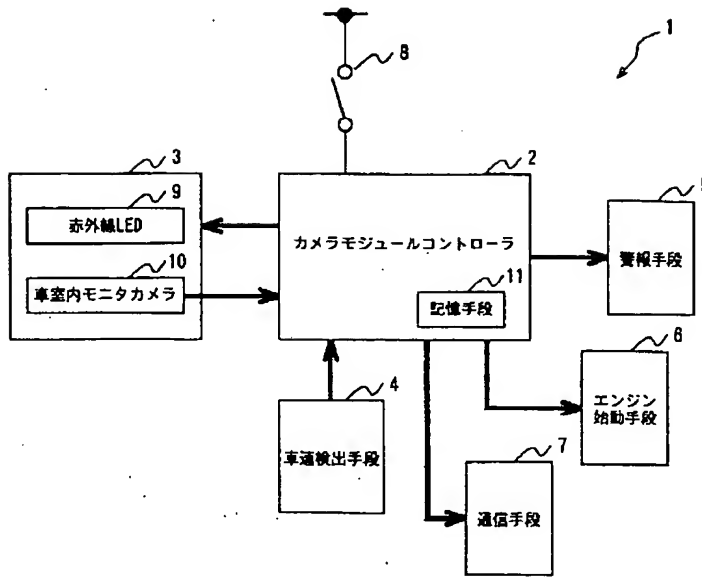 1
8
3
9
赤外線LED
10
車室内モニタカメラ
2
カメラモジュールコントローラ
11
記憶手段
警報手段
4
車速検出手段
6
エンジン
始動手段
7
通信手段